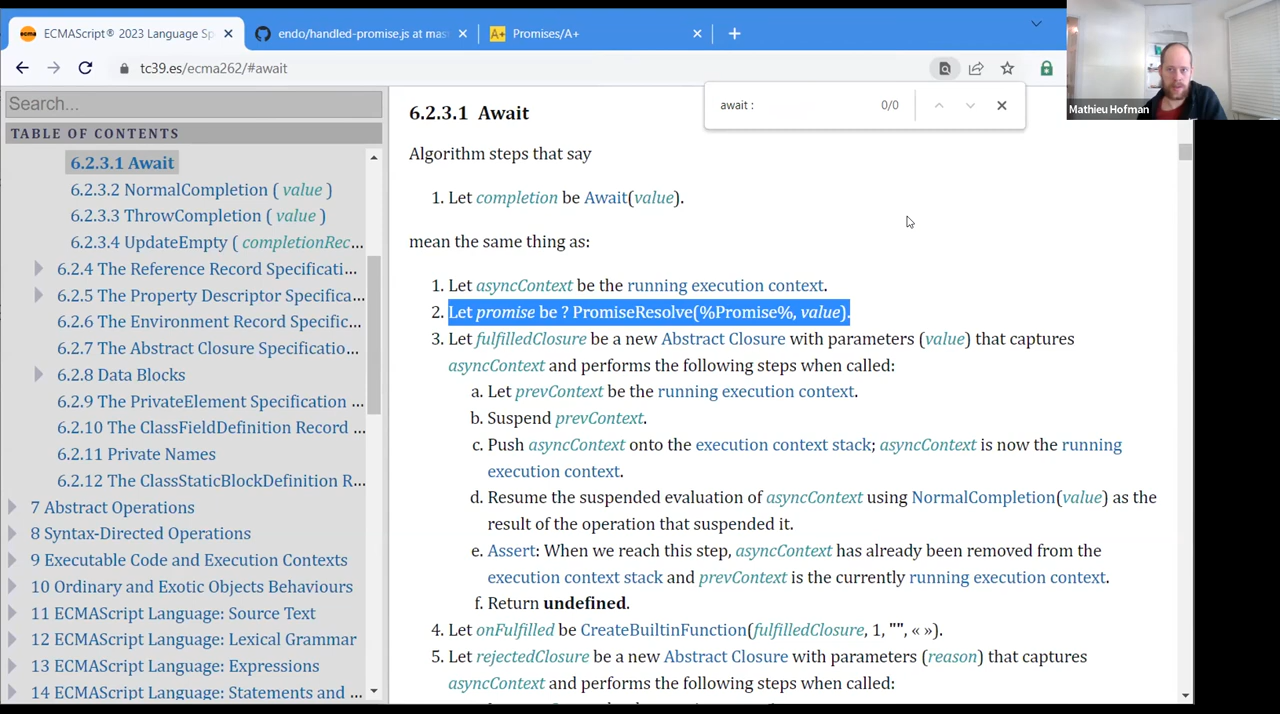 ECMAScript® 2023 Language Sp
endo/handled-promise.js at mas
Promises/A+
tc39.es/ecma262/#await
Mathieu Hofman
await :
0/0
Search...
TABLE OF CONTENTS
6.2.3.1 Await
6.2.3.2 NormalCompletion ( value )
6.2.3.3 ThrowCompletion ( value )
6.2.3.4 UpdateEmpty ( completionRec...
6.2.4 The Reference Record Specificati...
6.2.5 The Property Descriptor Specifica...
6.2.6 The Environment Record Specific...
6.2.7 The Abstract Closure Specificatio...
6.2.8 Data Blocks
6.2.9 The PrivateElement Specification ...
6.2.10 The ClassFieldDefinition Record ...
6.2.11 Private Names
6.2.12 The ClassStaticBlockDefinition R...
7 Abstract Operations
8 Syntax-Directed Operations
9 Executable Code and Execution Contexts
10 Ordinary and Exotic Objects Behaviours
11 ECMAScript Language: Source Text
12 ECMAScript Language: Lexical Grammar
13 ECMAScript Language: Expressions
14 ECMAScript Language: Statements and ...
6.2.3.1 Await
Algorithm steps that say
1. Let completion be Await(value).
mean the same thing as:
1. Let asyncContext be the running execution context.
2. Let promise be ? PromiseResolve(%Promise%, value).
3. Let fulfilledClosure be a new Abstract Closure with parameters (value) that captures
asyncContext and performs the following steps when called:
a. Let prevContext be the running execution context.
b. Suspend prevContext.
c. Push asyncContext onto the execution context stack; asyncContext is now the running
execution context.
d. Resume the suspended evaluation of asyncContext using NormalCompletion(value) as the
result of the operation that suspended it.
e. Assert: When we reach this step, asyncContext has already been removed from the
execution context stack and prevContext is the currently running execution context.
f. Return undefined.
4. Let onFulfilled be CreateBuiltinFunction(fulfilledClosure, 1, "", « »).
5. Let rejectedClosure be a new Abstract Closure with parameters (reason) that captures
asyncContext and performs the following steps when called: